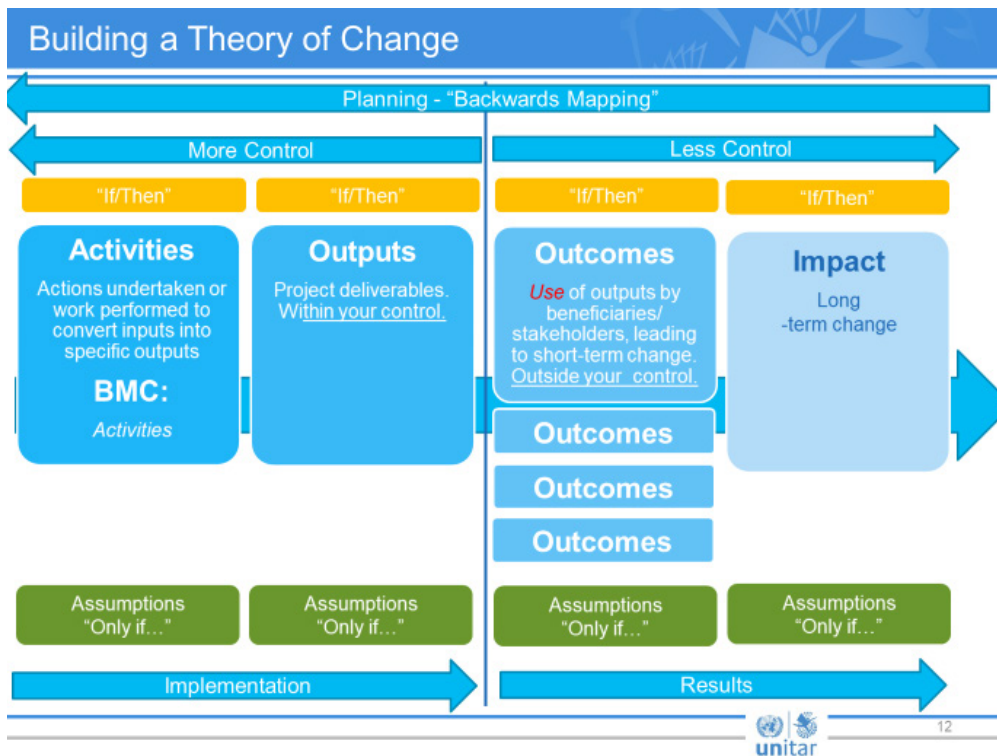 Building a Theory of Change
Planning - “Backwards Mapping”
More Control
Less Control
“If/Then”
“If/Then”
“If/Then”
“If/Then”
Activities
Actions undertaken or
work performed to
convert inputs into
specific outputs
BMC:
Activities
Outputs
Project deliverables.
Within your control.
Outcomes
Use of outputs by
beneficiaries/
stakeholders, leading
to short-term change.
Outside your control.
Outcomes
Outcomes
Outcomes
Impact
Long
-term change
Assumptions
“Only if…”
Assumptions
“Only if…”
Assumptions
“Only if…”
Assumptions
“Only if…”
Implementation
Results
unitar
12